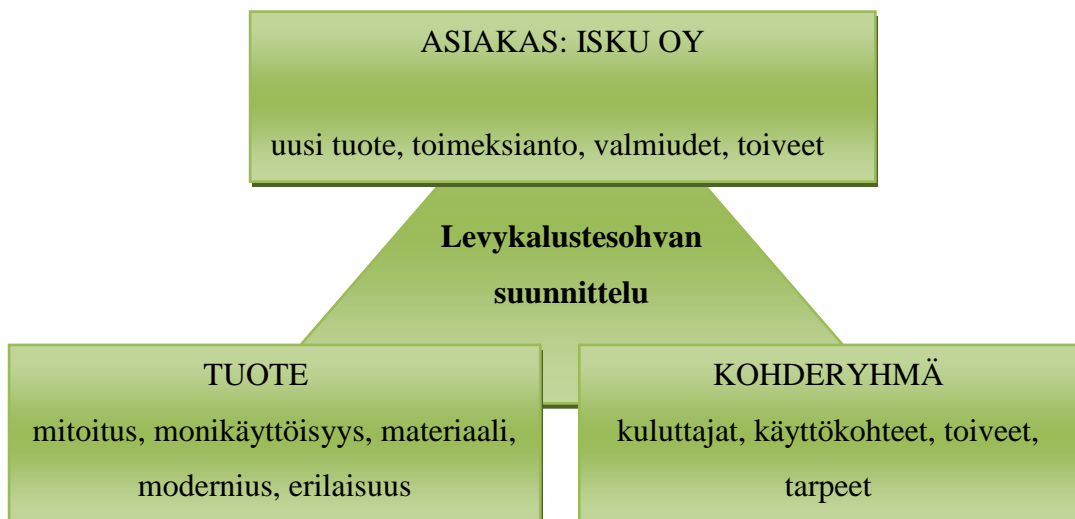 ASIAKAS: ISKU OY
uusi tuote, toimeksianto, valmiudet, toiveet
Levykalustesohvan
suunnittelu
TUOTE
mitoitus, monikäyttöisyys, materiaali,
modernius, erilaisuus
KOHDERYHMÄ
kuluttajat, käyttökohteet, toiveet,
tarpeet